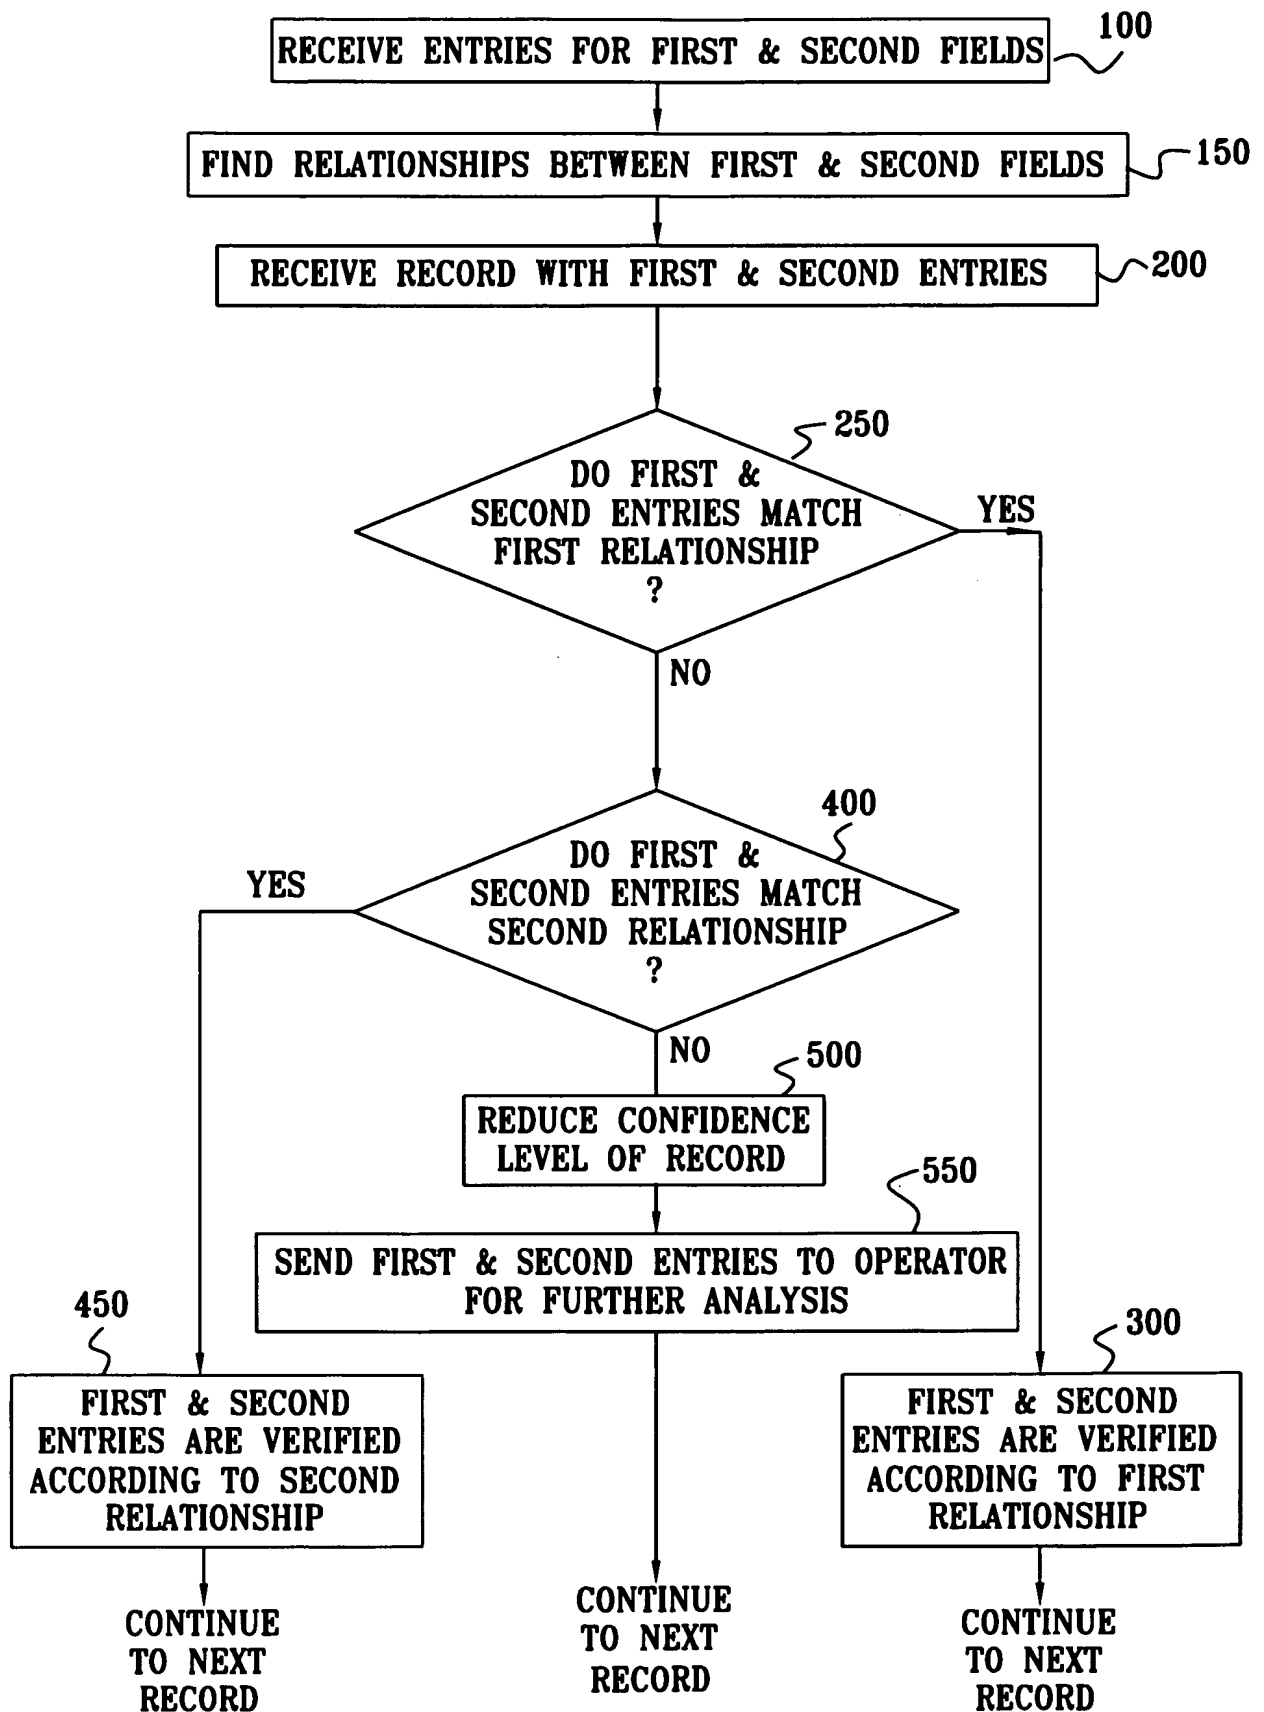 RECEIVE ENTRIES FOR FIRST & SECOND FIELDS
100
FIND RELATIONSHIPS BETWEEN FIRST & SECOND FIELDS
150
RECEIVE RECORD WITH FIRST & SECOND ENTRIES
200
250
DO FIRST &
SECOND ENTRIES MATCH
FIRST RELATIONSHIP
?
YES
NO
400
DO FIRST &
SECOND ENTRIES MATCH
SECOND RELATIONSHIP
?
YES
NO
500
REDUCE CONFIDENCE
LEVEL OF RECORD
550
SEND FIRST & SECOND ENTRIES TO OPERATOR
FOR FURTHER ANALYSIS
450
FIRST & SECOND
ENTRIES ARE VERIFIED
ACCORDING TO SECOND
RELATIONSHIP
300
FIRST & SECOND
ENTRIES ARE VERIFIED
ACCORDING TO FIRST
RELATIONSHIP
CONTINUE
TO NEXT
RECORD
CONTINUE
TO NEXT
RECORD
CONTINUE
TO NEXT
RECORD